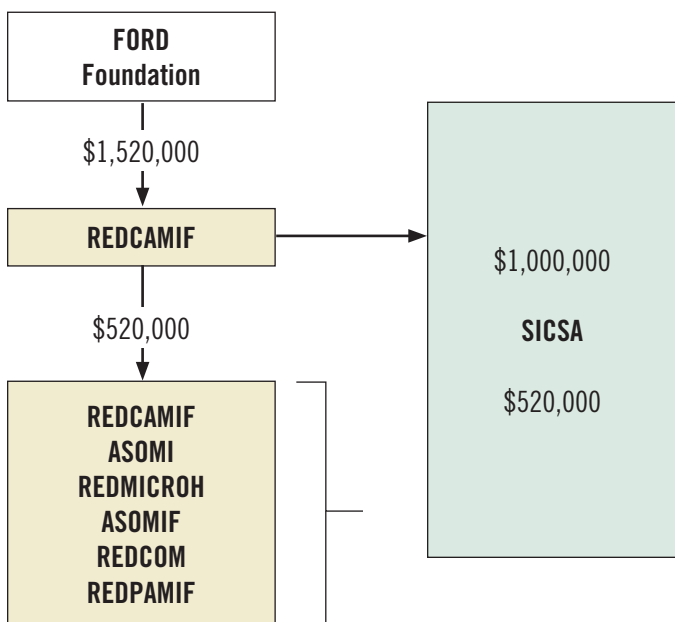 FORD
Foundation
$1,520,000
REDCAMIF
$520,000
REDCAMIF
ASOMI
REDMICROH
ASOMIF
REDCOM
REDPAMIF
$1,000,000
SICSA
$520,000